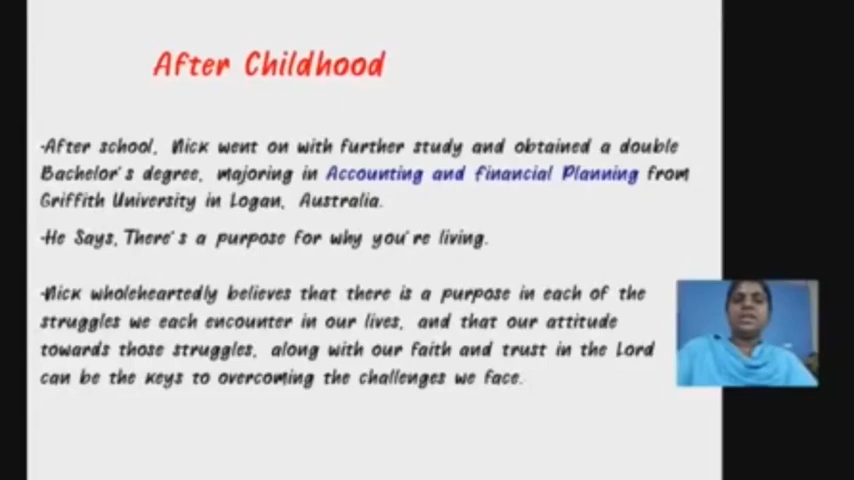 After Childhood
-After school, Nick went on with further study and obtained a double
Bachelor's degree, majoring in Accounting and financial Planning from
Griffith University in Logan, Australia.
-He Says, There's a purpose for why you're living.
-Nick wholeheartedly believes that there is a purpose in each of the
struggles we each encounter in our lives, and that our attitude
towards those struggles, along with our faith and trust in the Lord
can be the keys to overcoming the challenges we face.